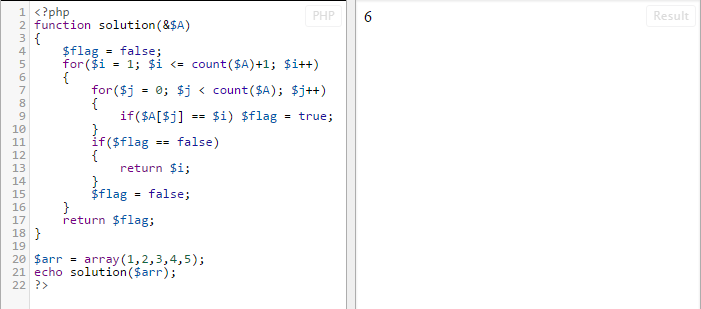 PHP
Result
1 <?php
2 function solution(&$A)
3 {
4     $flag = false;
5     for($i = 1; $i <= count($A)+1; $i++)
6     {
7         for($j = 0; $j < count($A); $j++)
8         {
9             if($A[$j] == $i) $flag = true;
10         }
11         if($flag == false)
12         {
13             return $i;
14         }
15         $flag = false;
16     }
17     return $flag;
18 }
19
20 $arr = array(1,2,3,4,5);
21 echo solution($arr);
22 ?>
6